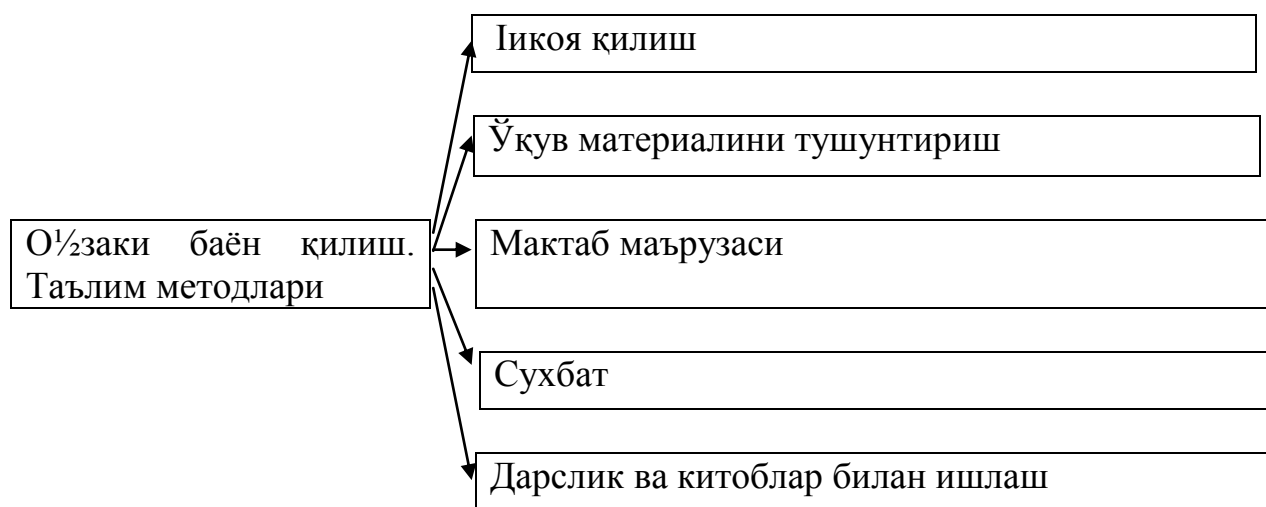 Іикоя қилиш
Ўқув материалини тушунтириш
О½заки баён қилиш.
Таълим методлари
Мактаб маърузаси
Сухбат
Дарслик ва китоблар билан ишлаш